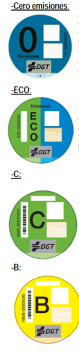 -Cero emisiones:
0
Emisiones
DGT
-ECO:
Emisiones
ECO
DGT
-C:
C
DGT
-B:
B
DGT